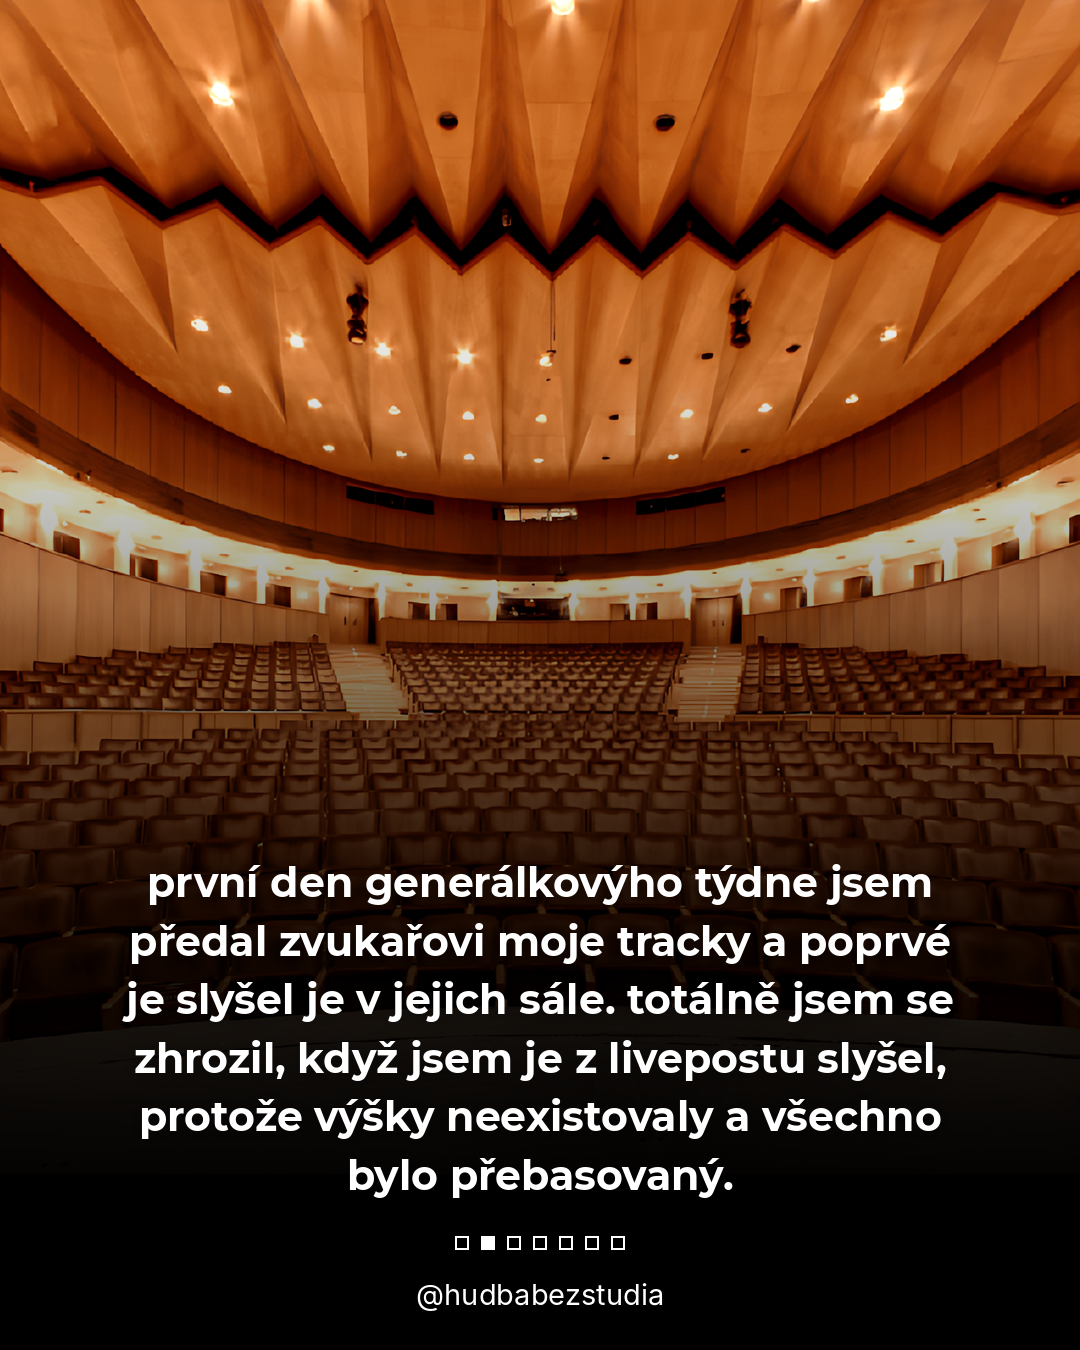 první den generálkovýho týdne jsem
předal zvukařovi moje tracky a poprvé
je slyšel je v jejich sále. totálně jsem se
zhrozil, když jsem je z livepostu slyšel,
protože výšky neexistovaly a všechno
bylo přebasovaný.
@hudbabezstudia